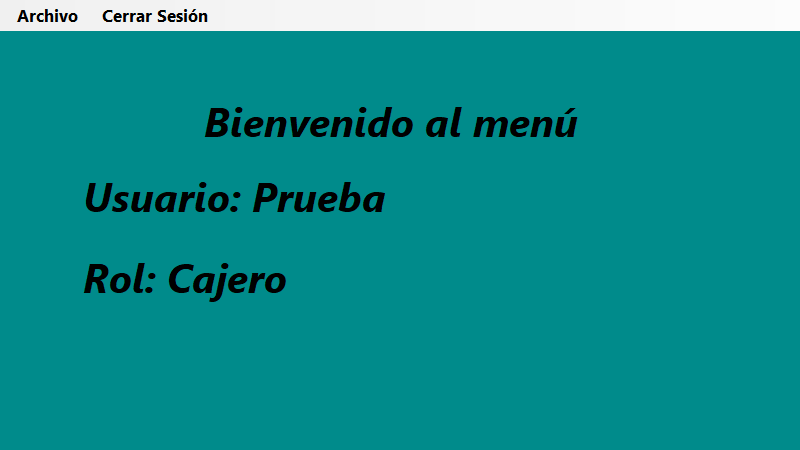 Archivo Cerrar Sesión
Bienvenido al menú
Usuario: Prueba
Rol: Cajero